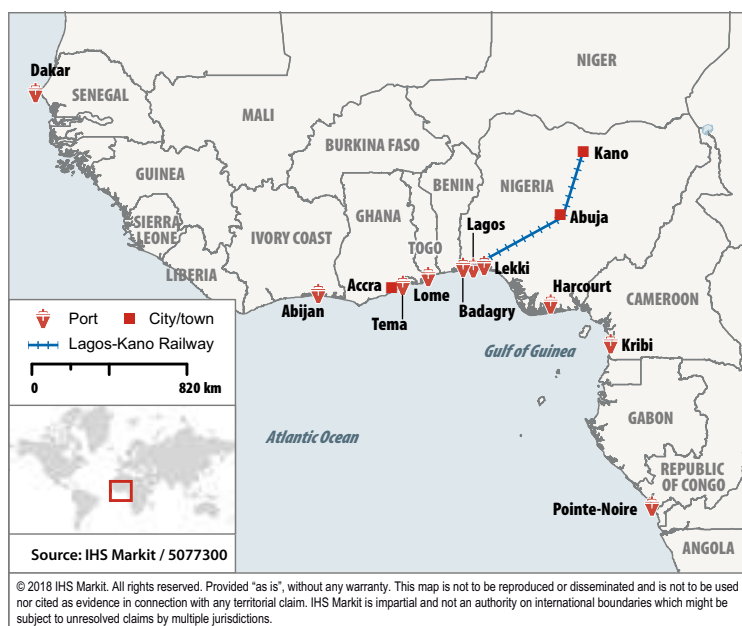 Dakar
SENEGAL
MALI
NIGER
BURKINA FASO
GUINEA
BENIN
NIGERIA
Kano
SIERRA
LEONE
IVORY COAST
GHANA
TOGO
Lagos
Abuja
LIBERIA
Lekki
Accra
Lome
Harcourt
Abijan
Tema
Badagry
CAMEROON
Gulf of Guinea
Kribi
GABON
Atlantic Ocean
REPUBLIC
OF CONGO
Pointe-Noire
ANGOLA
Port
City/town
Lagos-Kano Railway
0 820 km
Source: IHS Markit / 5077300
© 2018 IHS Markit. All rights reserved. Provided “as is”, without any warranty. This map is not to be reproduced or disseminated and is not to be used
nor cited as evidence in connection with any territorial claim. IHS Markit is impartial and not an authority on international boundaries which might be
subject to unresolved claims by multiple jurisdictions.